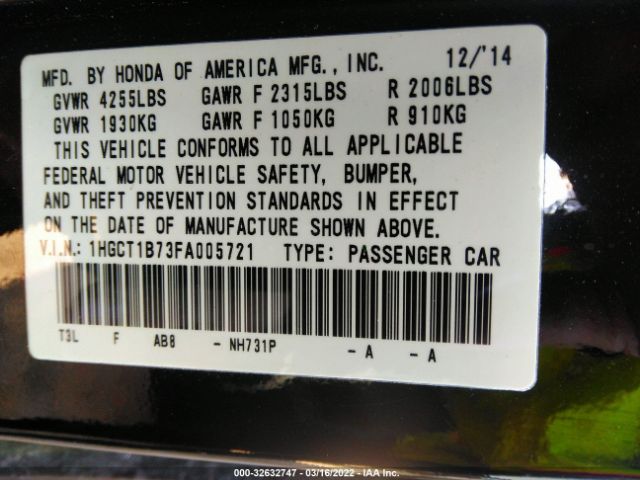 MFD. BY HONDA OF AMERICA MFG., INC. 12/'14
GVWR 4255LBS GAWR F 2315LBS R 2006LBS
GVWR 1930KG GAWR F 1050KG R 910KG
THIS VEHICLE CONFORMS TO ALL APPLICABLE
FEDERAL MOTOR VEHICLE SAFETY, BUMPER,
AND THEFT PREVENTION STANDARDS IN EFFECT
ON THE DATE OF MANUFACTURE SHOWN ABOVE.
V.I.N.: 1HGCT1B73FA005721 TYPE: PASSENGER CAR
T3L F AB8 - NH731P - A - A
000-32632747 - 03/16/2022 - IAA Inc.